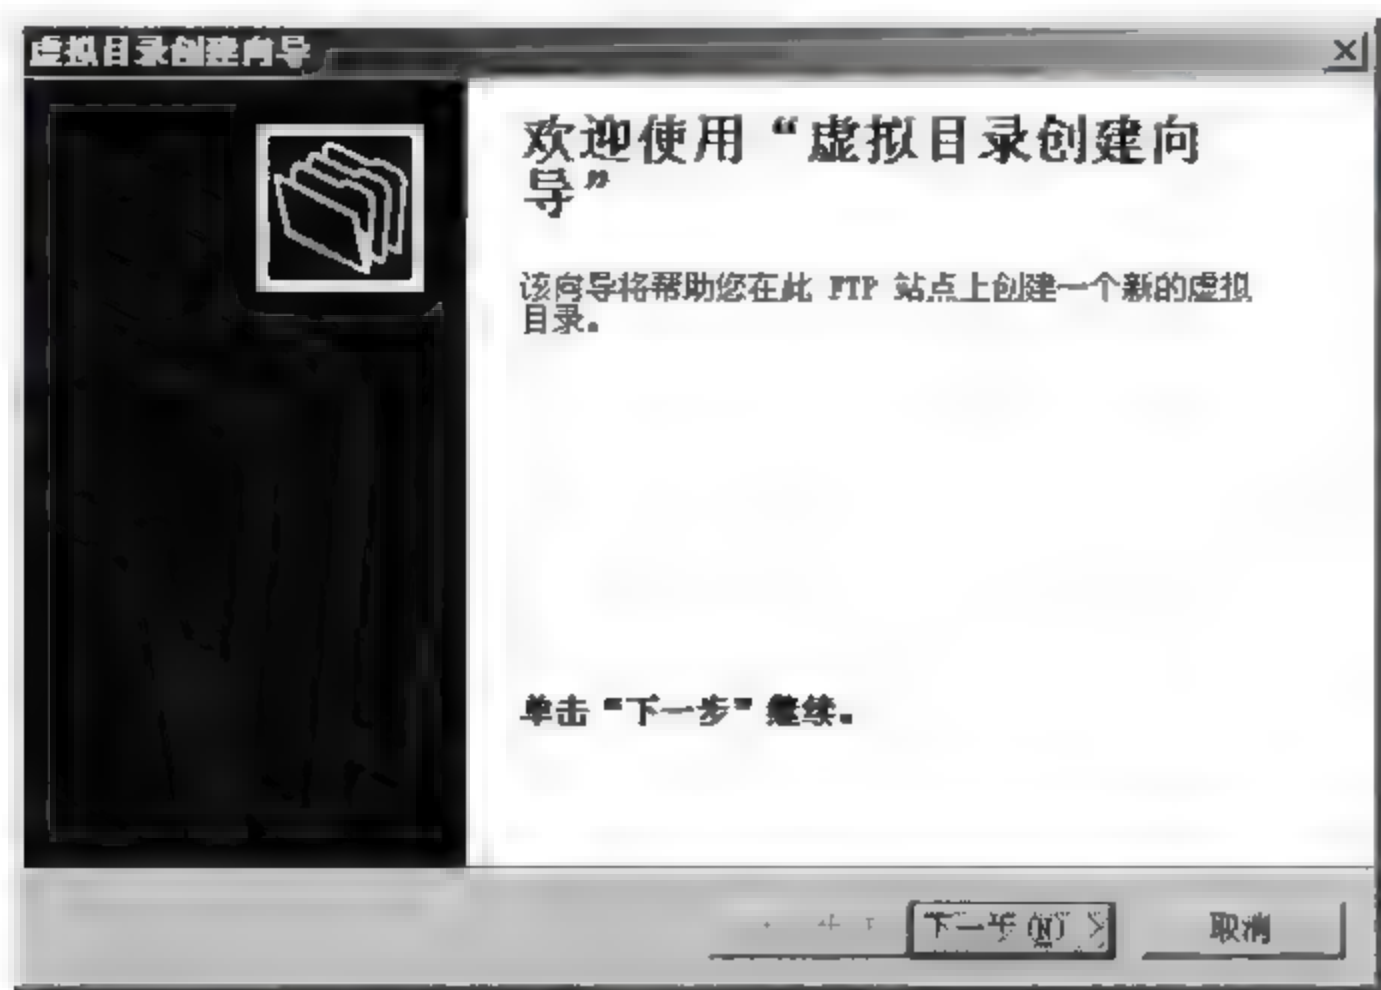 虚拟目录创建向导
欢迎使用“虚拟目录创建向
导”
该向导将帮助您在此 FTP 站点上创建一个新的虚拟
目录。
单击“下一步”继续。
下一步(N) >
取消